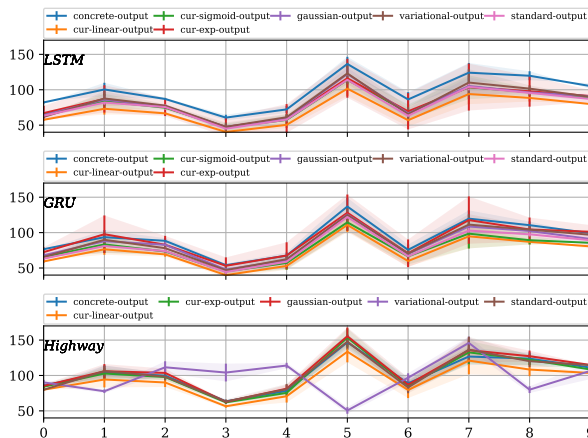 concrete-output cur-sigmoid-output gaussian-output variational-output standard-output
cur-linear-output cur-exp-output
150
LSTM
100
50
concrete-output cur-sigmoid-output gaussian-output variational-output standard-output
cur-linear-output cur-exp-output
150
GRU
100
50
concrete-output cur-exp-output gaussian-output variational-output standard-output
cur-linear-output
150
Highway
100
50
0 1 2 3 4 5 6 7 8 9